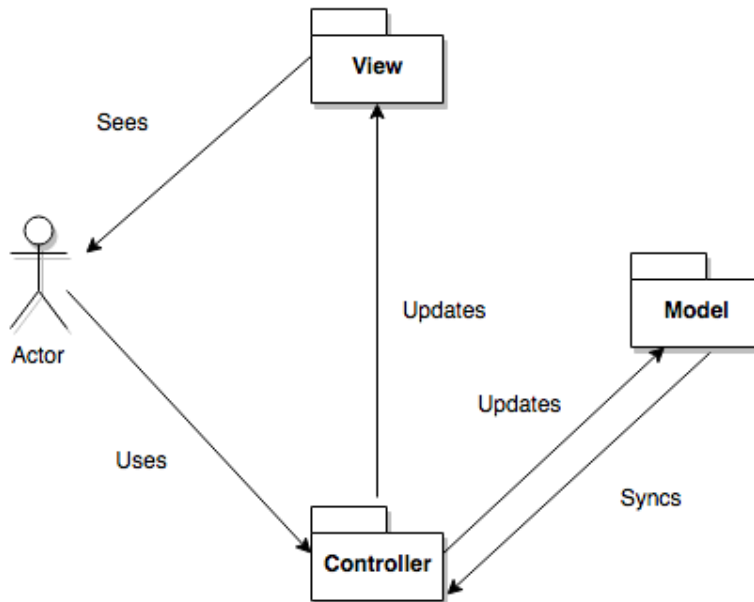 View
Sees
Actor
Updates
Model
Updates
Uses
Syncs
Controller